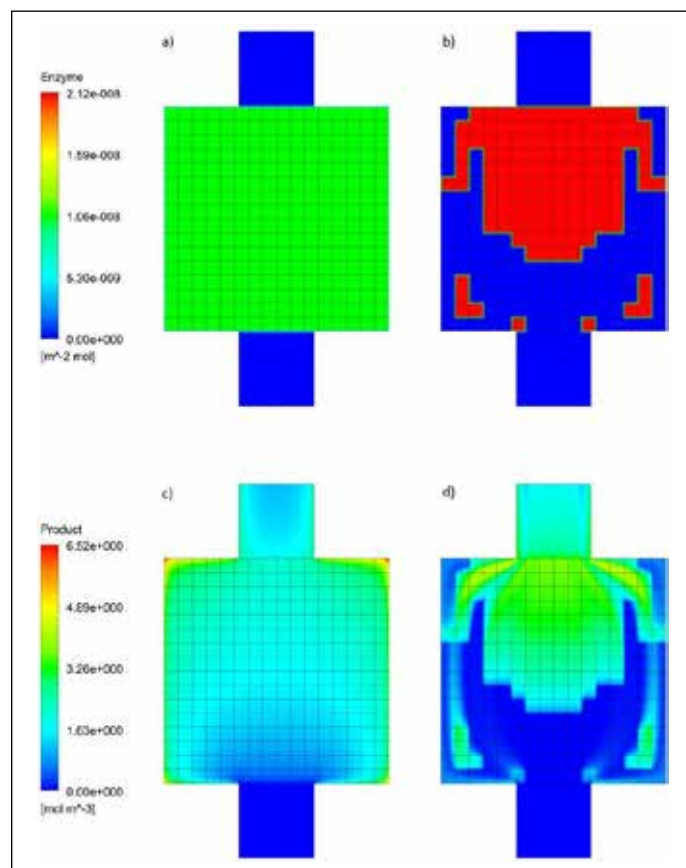 a)
b)
Enzyme
2.12e-008
1.59e-008
1.06e-008
5.30e-009
0.00e+000
[m^-2 mol]
c)
d)
Product
6.52e+000
4.89e+000
3.26e+000
1.63e+000
0.00e+000
[mol m^-3]